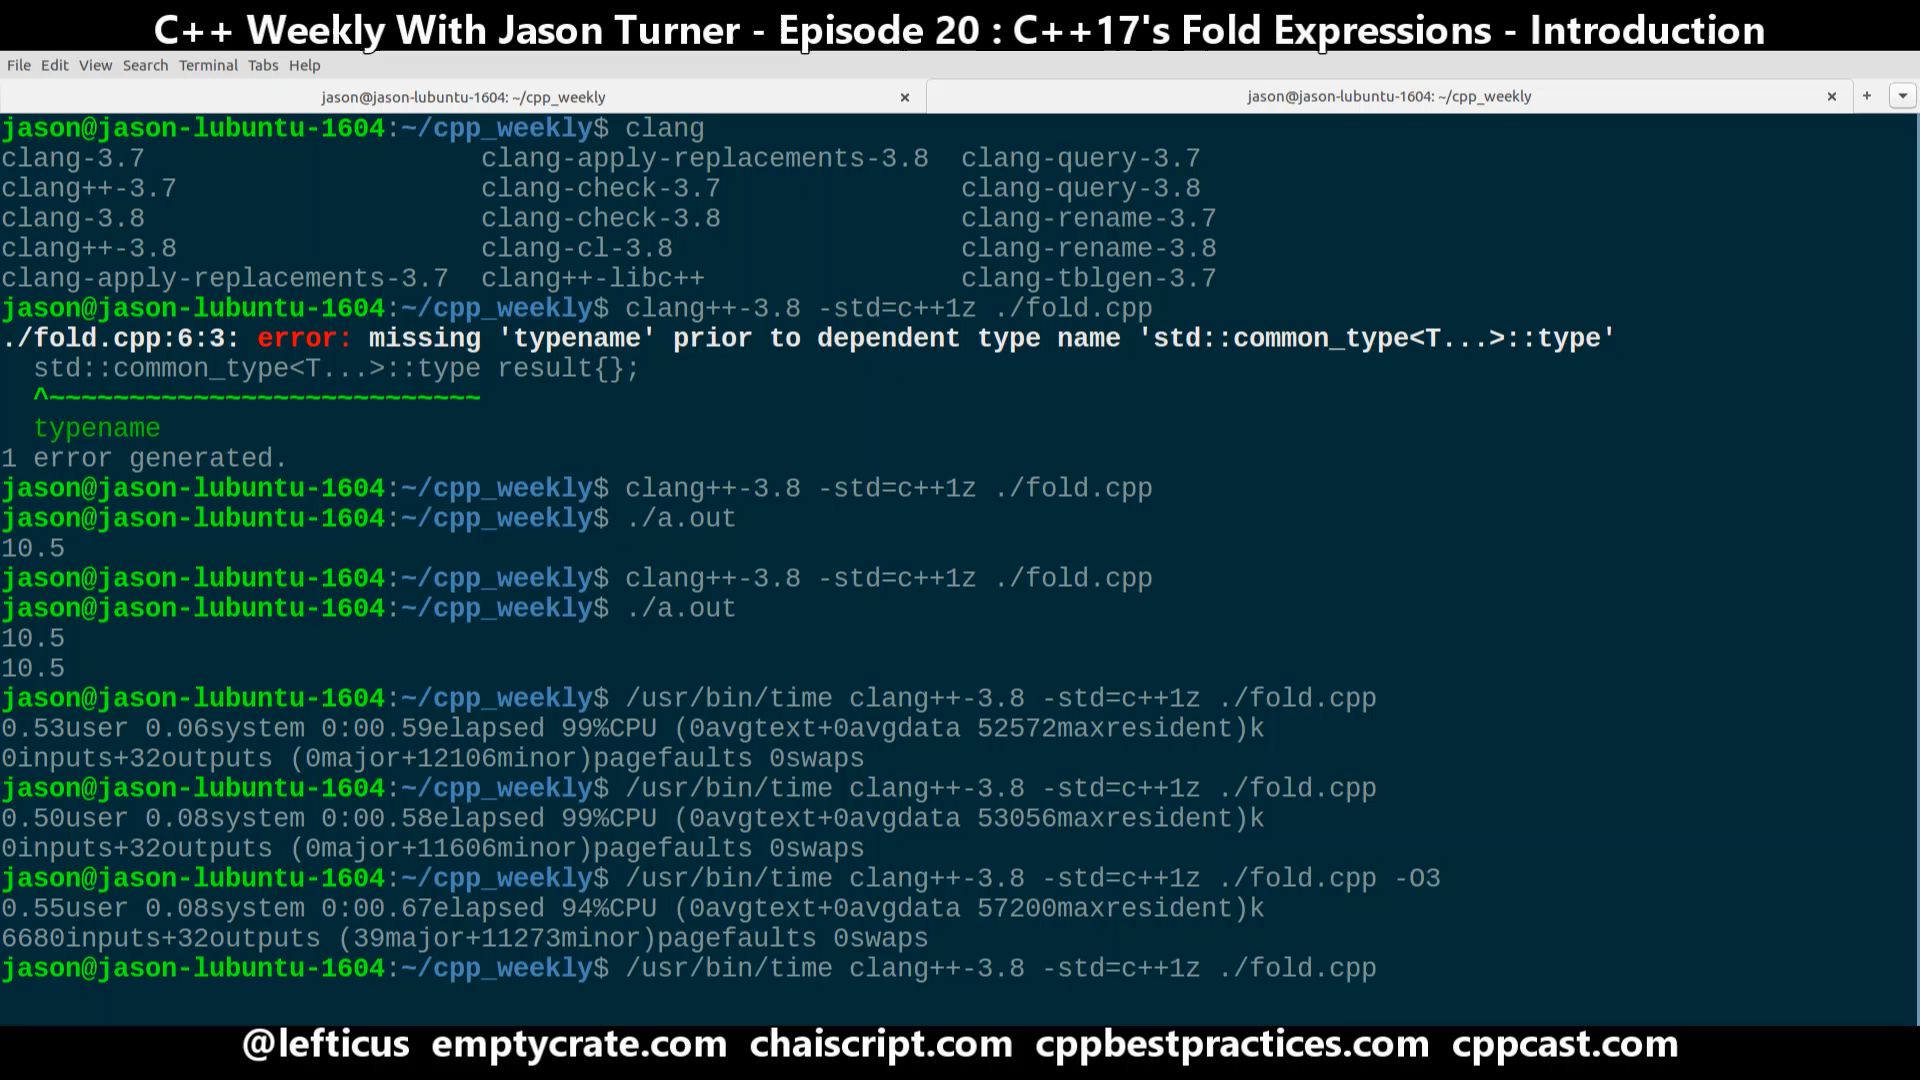 C++ Weekly With Jason Turner - Episode 20 : C++17's Fold Expressions - Introduction
File Edit View Search Terminal Tabs Help
jason@jason-lubuntu-1604: ~/cpp_weekly × jason@jason-lubuntu-1604: ~/cpp_weekly × +
jason@jason-lubuntu-1604:~/cpp_weekly$ clang
clang-3.7 clang-apply-replacements-3.8 clang-query-3.7
clang++-3.7 clang-check-3.7 clang-query-3.8
clang-3.8 clang-check-3.8 clang-rename-3.7
clang++-3.8 clang-cl-3.8 clang-rename-3.8
clang-apply-replacements-3.7 clang++-libc++ clang-tblgen-3.7
jason@jason-lubuntu-1604:~/cpp_weekly$ clang++-3.8 -std=c++1z ./fold.cpp
./fold.cpp:6:3: error: missing 'typename' prior to dependent type name 'std::common_type<T...>::type'
  std::common_type<T...>::type result{};
  ^~~~~~~~~~~~~~~~~~~~~~~~~~~~
  typename
1 error generated.
jason@jason-lubuntu-1604:~/cpp_weekly$ clang++-3.8 -std=c++1z ./fold.cpp
jason@jason-lubuntu-1604:~/cpp_weekly$ ./a.out
10.5
jason@jason-lubuntu-1604:~/cpp_weekly$ clang++-3.8 -std=c++1z ./fold.cpp
jason@jason-lubuntu-1604:~/cpp_weekly$ ./a.out
10.5
10.5
jason@jason-lubuntu-1604:~/cpp_weekly$ /usr/bin/time clang++-3.8 -std=c++1z ./fold.cpp
0.53user 0.06system 0:00.59elapsed 99%CPU (0avgtext+0avgdata 52572maxresident)k
0inputs+32outputs (0major+12106minor)pagefaults 0swaps
jason@jason-lubuntu-1604:~/cpp_weekly$ /usr/bin/time clang++-3.8 -std=c++1z ./fold.cpp
0.50user 0.08system 0:00.58elapsed 99%CPU (0avgtext+0avgdata 53056maxresident)k
0inputs+32outputs (0major+11606minor)pagefaults 0swaps
jason@jason-lubuntu-1604:~/cpp_weekly$ /usr/bin/time clang++-3.8 -std=c++1z ./fold.cpp -O3
0.55user 0.08system 0:00.67elapsed 94%CPU (0avgtext+0avgdata 57200maxresident)k
6680inputs+32outputs (39major+11273minor)pagefaults 0swaps
jason@jason-lubuntu-1604:~/cpp_weekly$ /usr/bin/time clang++-3.8 -std=c++1z ./fold.cpp
@lefticus emptycrate.com chaiscript.com cppbestpractices.com cppcast.com